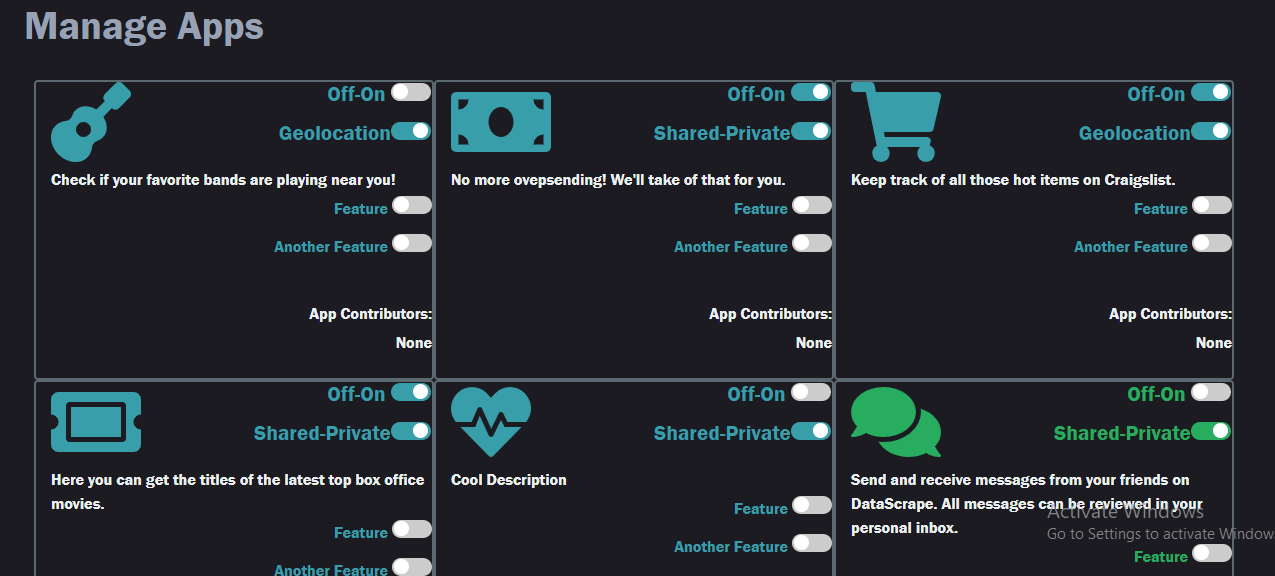 Manage Apps
Off-On
Geolocation
Check if your favorite bands are playing near you!
Feature
Another Feature
App Contributors:
None
Off-On
Shared-Private
No more ovepsending! We'll take of that for you.
Feature
Another Feature
App Contributors:
None
Off-On
Geolocation
Keep track of all those hot items on Craigslist.
Feature
Another Feature
App Contributors:
None
Off-On
Shared-Private
Here you can get the titles of the latest top box office
movies.
Feature
Another Feature
Off-On
Shared-Private
Cool Description
Feature
Another Feature
Off-On
Shared-Private
Send and receive messages from your friends on
DataScrape. All messages can be reviewed in your
personal inbox.
Feature
Activate Windows
Go to Settings to activate Window